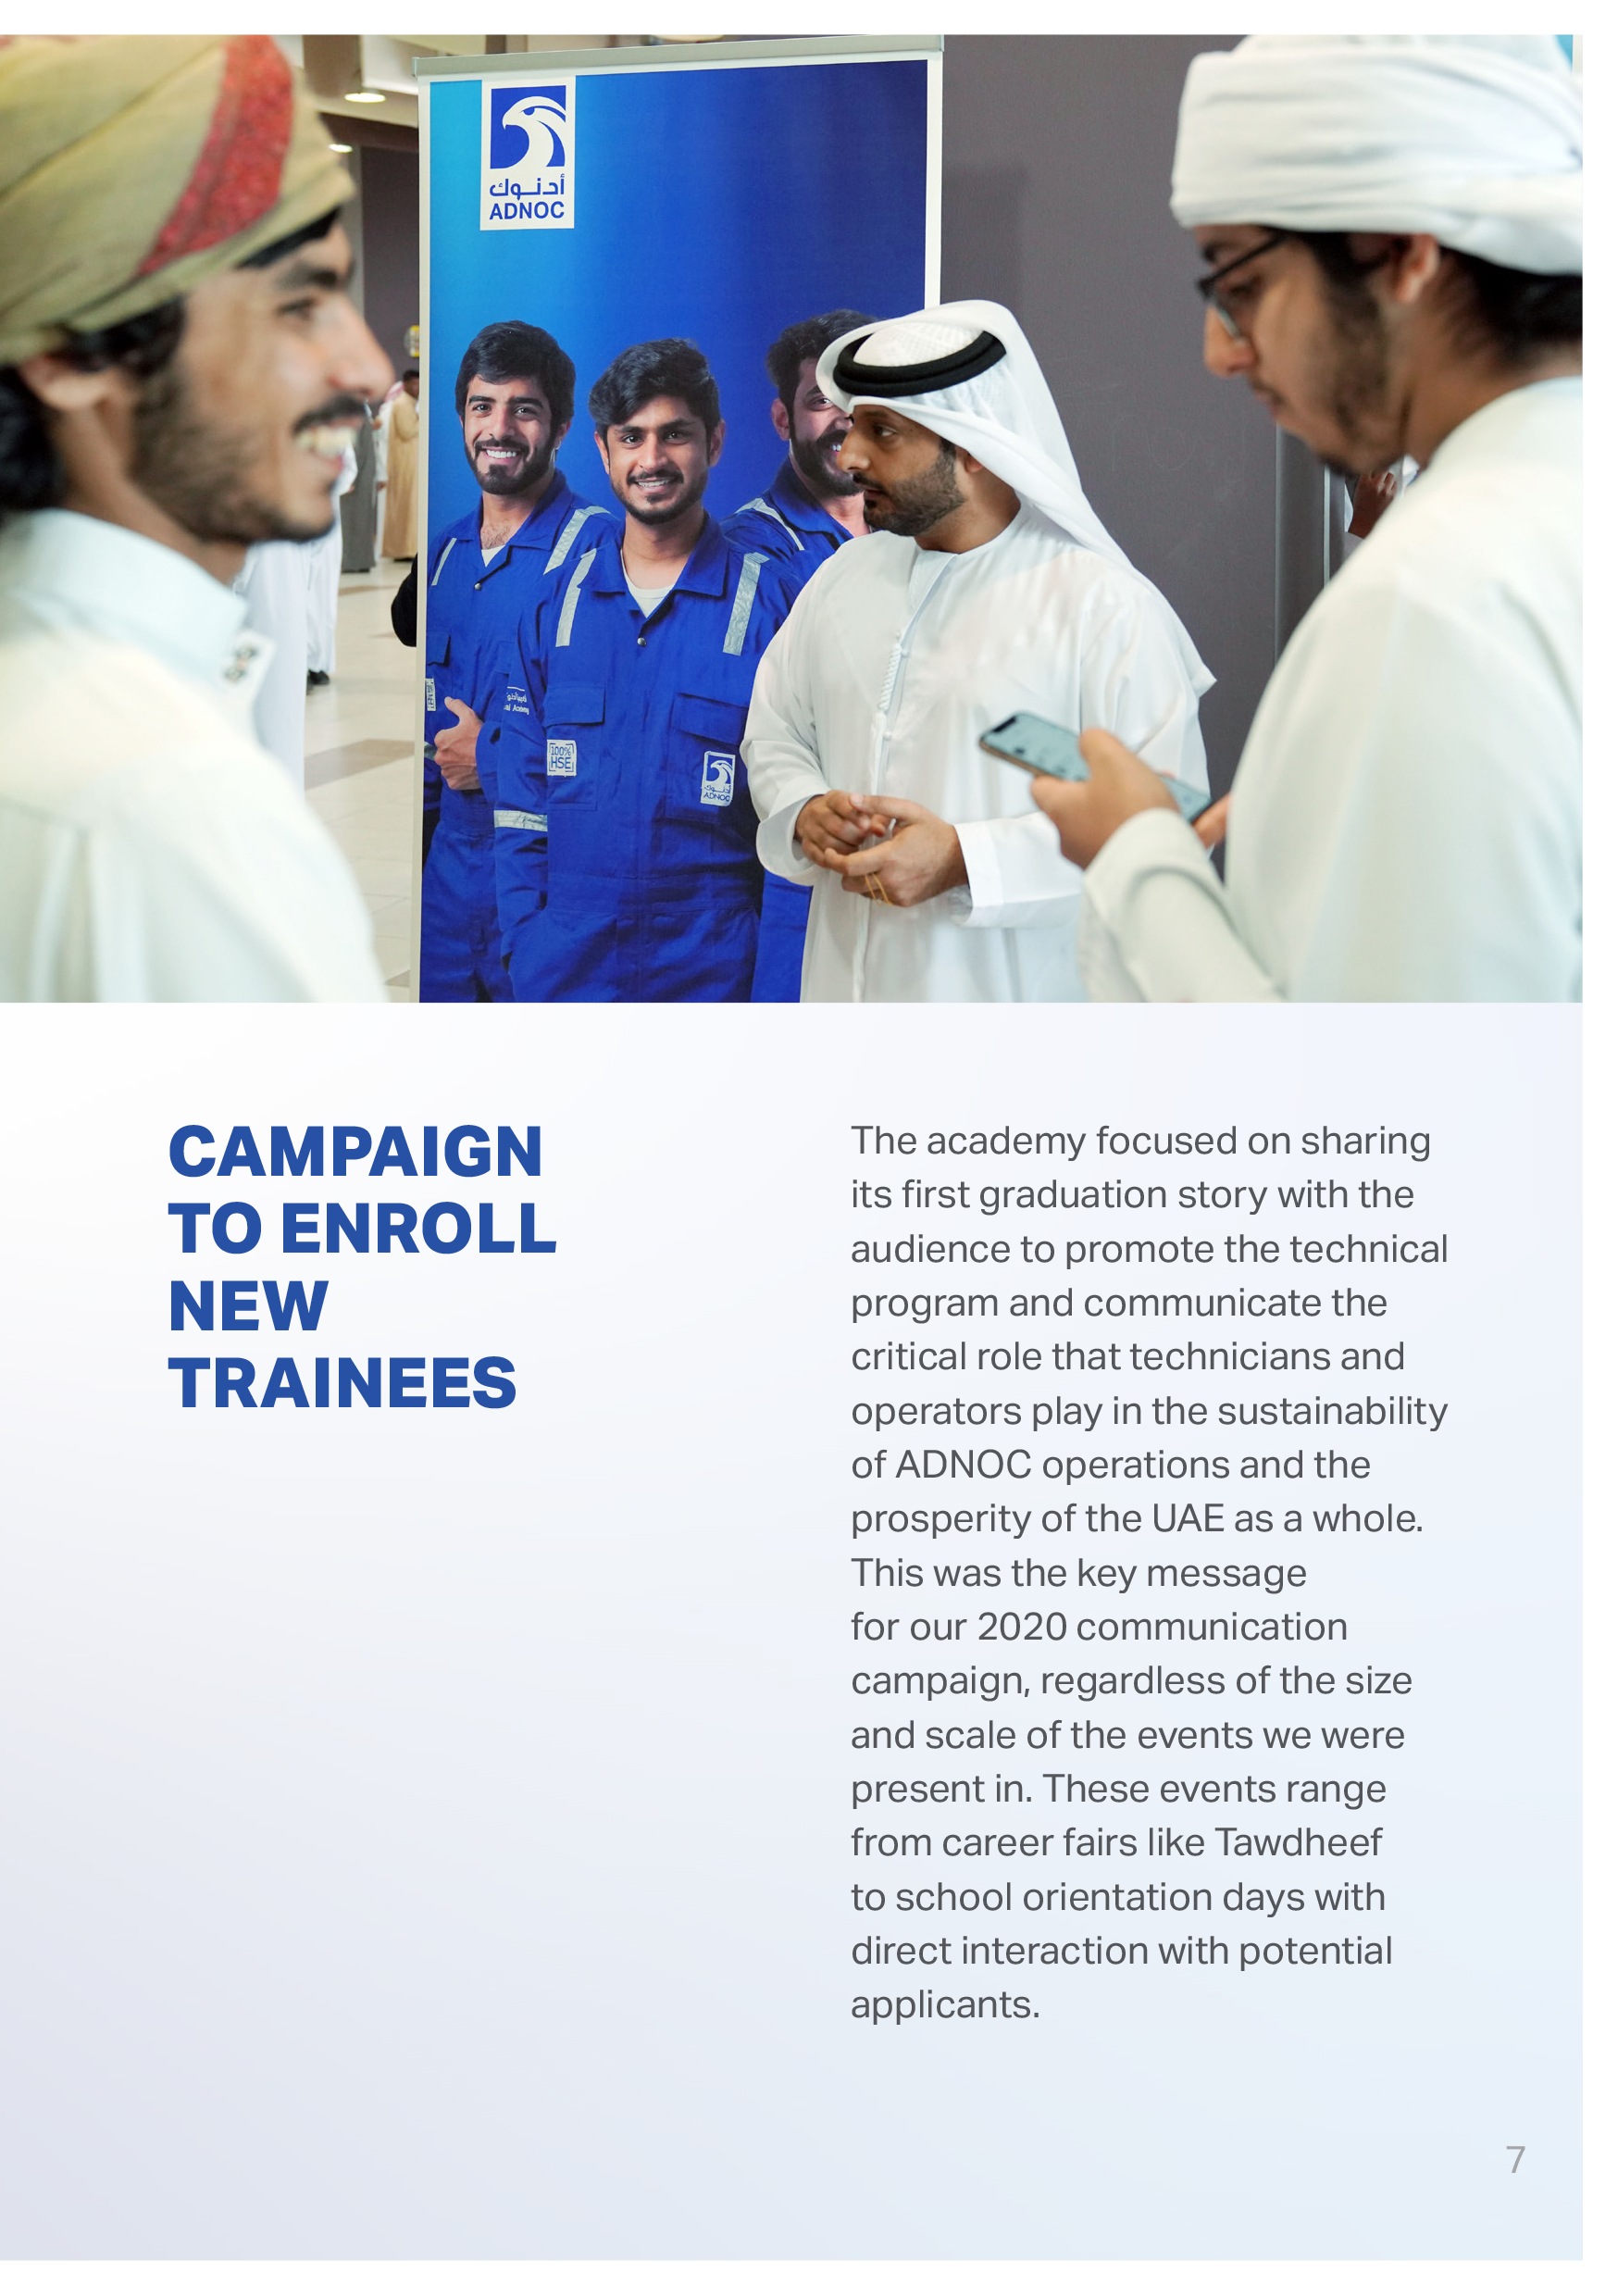 أدنوك
ADNOC
100%
HSE
أدنوك
ADNOC
CAMPAIGN
TO ENROLL
NEW
TRAINEES
The academy focused on sharing
its first graduation story with the
audience to promote the technical
program and communicate the
critical role that technicians and
operators play in the sustainability
of ADNOC operations and the
prosperity of the UAE as a whole.
This was the key message
for our 2020 communication
campaign, regardless of the size
and scale of the events we were
present in. These events range
from career fairs like Tawdheef
to school orientation days with
direct interaction with potential
applicants.
7